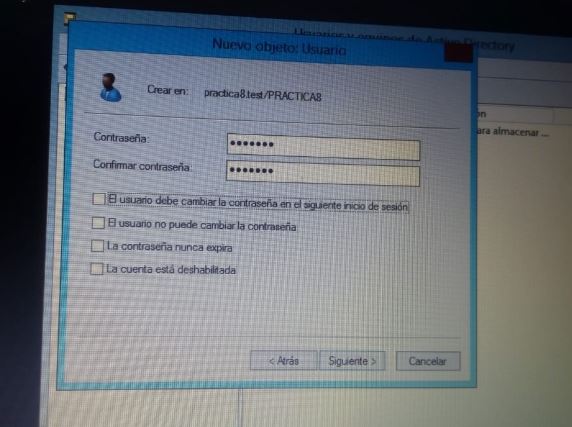 Usuarios y equipos de Active Directory
Nuevo objeto: Usuario
Crear en: practica8.test/PRACTICA8
ón
ara almacenar ...
Contraseña:
Confirmar contraseña:
El usuario debe cambiar la contraseña en el siguiente inicio de sesión
El usuario no puede cambiar la contraseña
La contraseña nunca expira
La cuenta está deshabilitada
< Atrás
Siguiente >
Cancelar